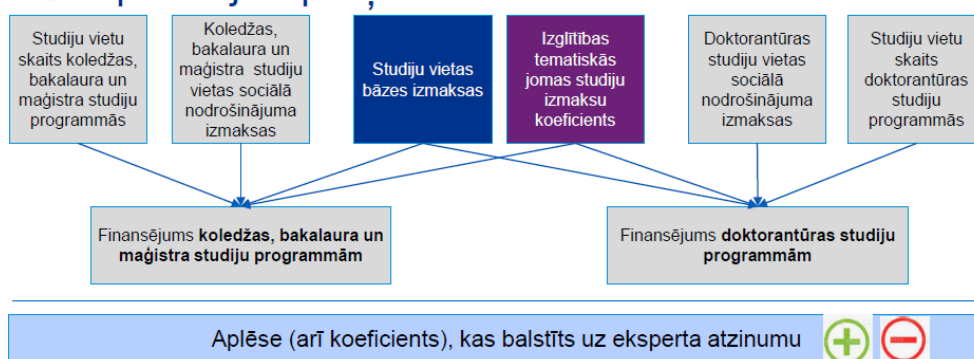 Studiju vietu
skaits koledžas,
bakalaura un
maģistra studiju
programmās
Koledžas,
bakalaura un
maģistra studiju
vietas sociālā
nodrošinājuma
izmaksas
Studiju vietas
bāzes izmaksas
Izglītības
tematiskās
jomas studiju
izmaksu
koeficients
Doktorantūras
studiju vietas
sociālā
nodrošinājuma
izmaksas
Studiju vietu
skaits
doktorantūras
studiju
programmās
Finansējums koledžas, bakalaura un
maģistra studiju programmām
Finansējums doktorantūras studiju
programmām
Aplēse (arī koeficients), kas balstīts uz eksperta atzinumu